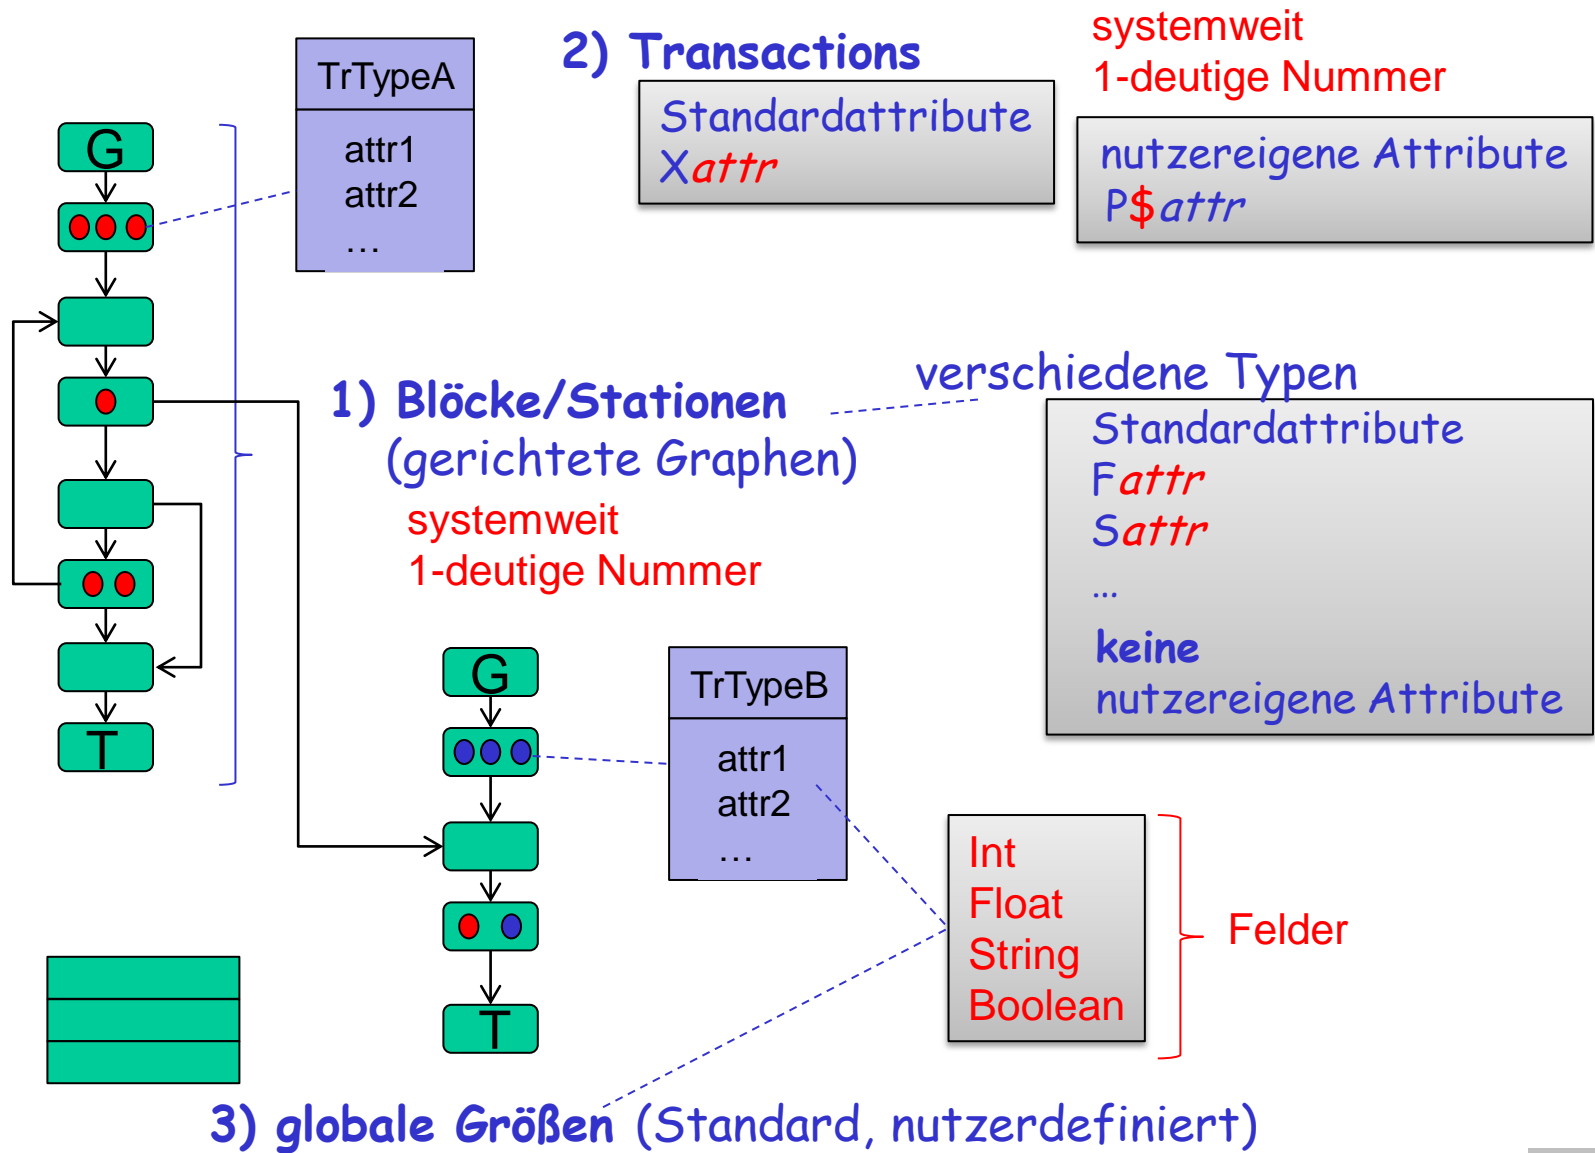 2) Transactions
systemweit
1-deutige Nummer
TrTypeA
attr1
attr2
...
Standardattribute
Xattr
nutzereigene Attribute
P$attr
G
T
1) Blöcke/Stationen
(gerichtete Graphen)
systemweit
1-deutige Nummer
verschiedene Typen
Standardattribute
Fattr
Sattr
...
keine
nutzereigene Attribute
G
T
TrTypeB
attr1
attr2
...
Int
Float
String
Boolean
Felder
3) globale Größen (Standard, nutzerdefiniert)